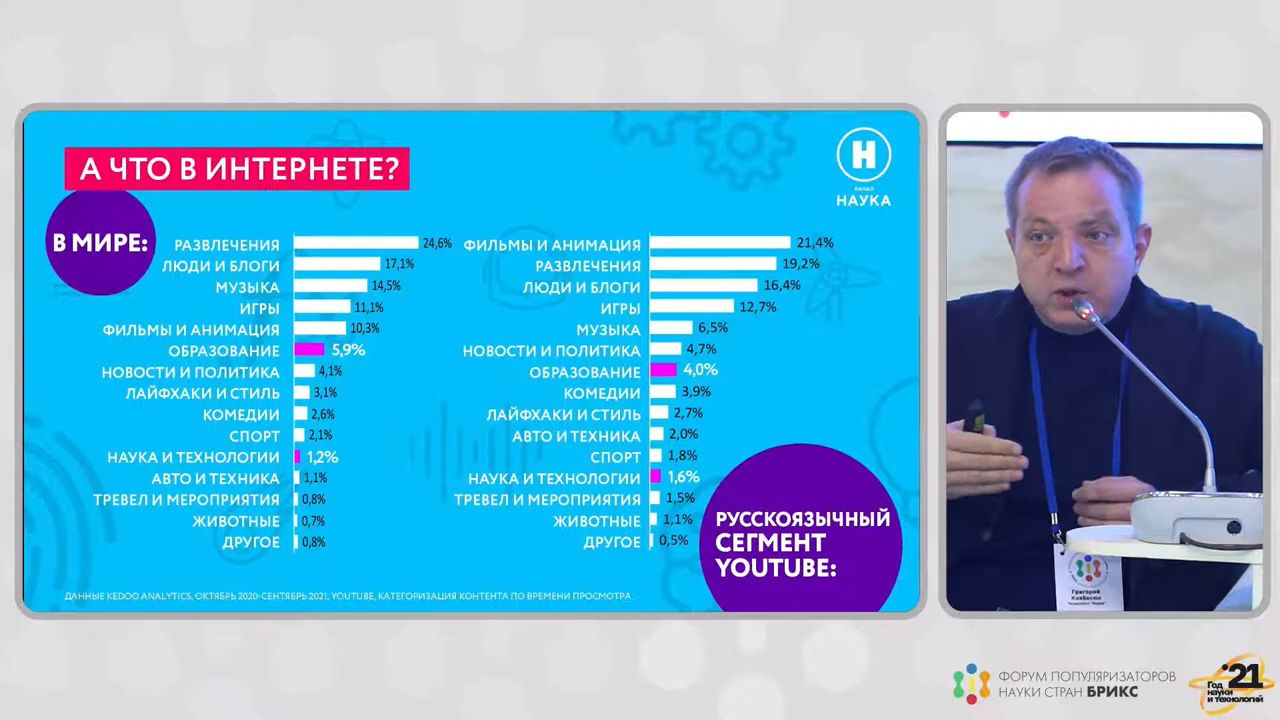 А ЧТО В ИНТЕРНЕТЕ?
Н
КАНАЛ
НАУКА
В МИРЕ:
РАЗВЛЕЧЕНИЯ 24,6%
ЛЮДИ И БЛОГИ 17,1%
МУЗЫКА 14,5%
ИГРЫ 11,1%
ФИЛЬМЫ И АНИМАЦИЯ 10,3%
ОБРАЗОВАНИЕ 5,9%
НОВОСТИ И ПОЛИТИКА 4,1%
ЛАЙФХАКИ И СТИЛЬ 3,1%
КОМЕДИИ 2,6%
СПОРТ 2,1%
НАУКА И ТЕХНОЛОГИИ 1,2%
АВТО И ТЕХНИКА 1,1%
ТРЕВЕЛ И МЕРОПРИЯТИЯ 0,8%
ЖИВОТНЫЕ 0,7%
ДРУГОЕ 0,8%
ФИЛЬМЫ И АНИМАЦИЯ 21,4%
РАЗВЛЕЧЕНИЯ 19,2%
ЛЮДИ И БЛОГИ 16,4%
ИГРЫ 12,7%
МУЗЫКА 6,5%
НОВОСТИ И ПОЛИТИКА 4,7%
ОБРАЗОВАНИЕ 4,0%
КОМЕДИИ 3,9%
ЛАЙФХАКИ И СТИЛЬ 2,7%
АВТО И ТЕХНИКА 2,0%
СПОРТ 1,8%
НАУКА И ТЕХНОЛОГИИ 1,6%
ТРЕВЕЛ И МЕРОПРИЯТИЯ 1,5%
ЖИВОТНЫЕ 1,1%
ДРУГОЕ 0,5%
РУССКОЯЗЫЧНЫЙ
СЕГМЕНТ
YOUTUBE:
ДАННЫЕ KEDOO ANALYTICS, ОКТЯБРЬ 2020-СЕНТЯБРЬ 2021, YOUTUBE, КАТЕГОРИЗАЦИЯ КОНТЕНТА ПО ВРЕМЕНИ ПРОСМОТРА
Григорий
Ковбасюк
ФОРУМ ПОПУЛЯРИЗАТОРОВ
НАУКИ СТРАН БРИКС
'21
Год
науки
и технологий